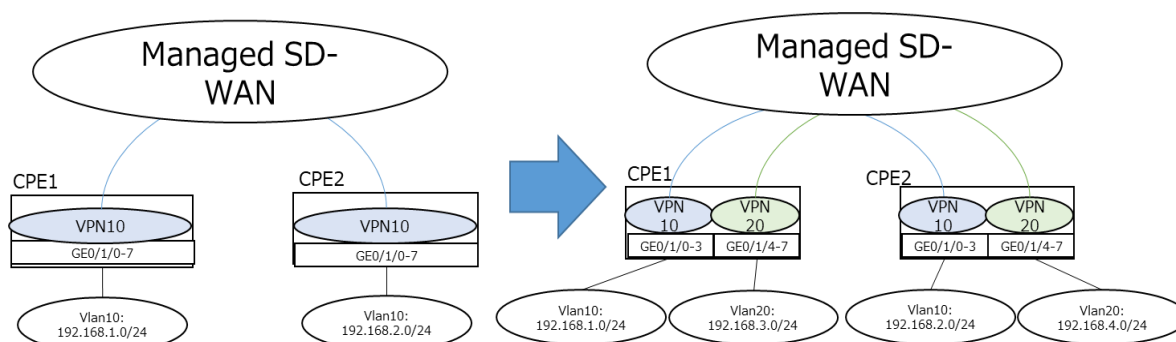 Managed SD-
WAN
CPE1
VPN10
GE0/1/0-7
Vlan10:
192.168.1.0/24
CPE2
VPN10
GE0/1/0-7
Vlan10:
192.168.2.0/24
Managed SD-
WAN
CPE1
VPN
10
VPN
20
GE0/1/0-3
GE0/1/4-7
Vlan10:
192.168.1.0/24
Vlan20:
192.168.3.0/24
CPE2
VPN
10
VPN
20
GE0/1/0-3
GE0/1/4-7
Vlan10:
192.168.2.0/24
Vlan20:
192.168.4.0/24